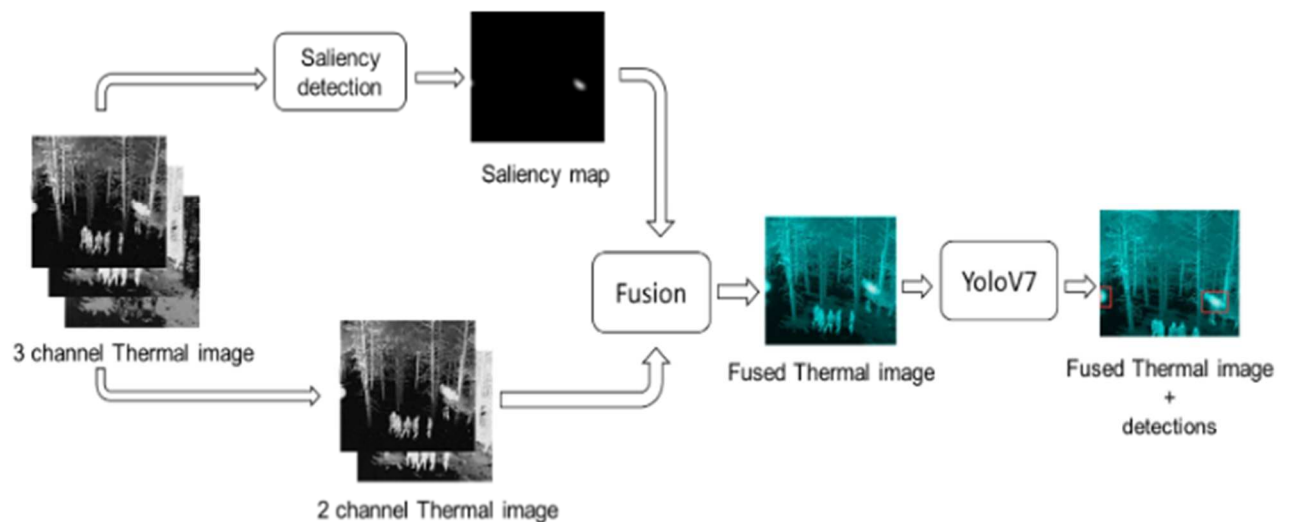 Saliency
detection
Saliency map
3 channel Thermal image
2 channel Thermal image
Fusion
Fused Thermal image
YoloV7
Fused Thermal image
+
detections